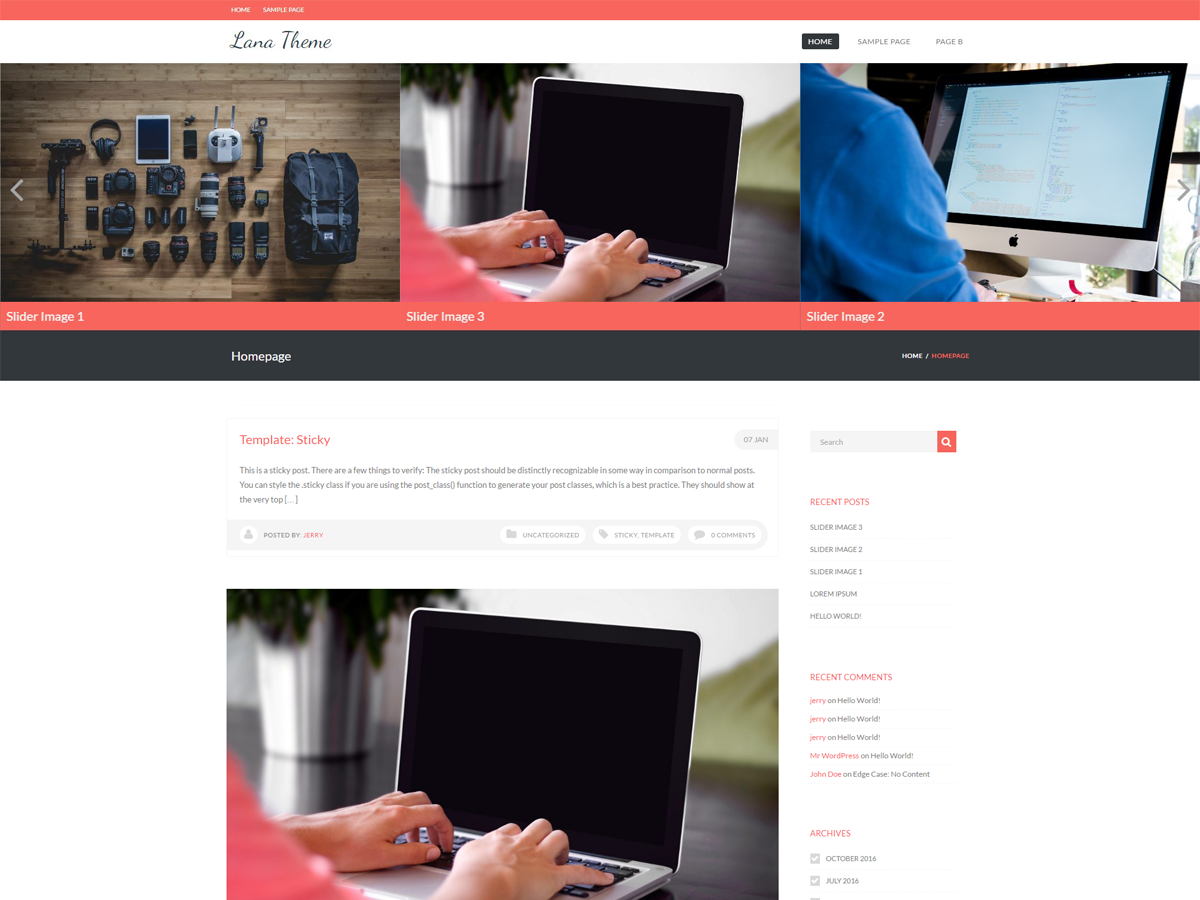 HOME SAMPLE PAGE
Lana Theme
HOME SAMPLE PAGE PAGE B
Slider Image 1
Slider Image 3
Slider Image 2
Homepage
HOME / HOMEPAGE
Template: Sticky
07 JAN
This is a sticky post. There are a few things to verify: The sticky post should be distinctly recognizable in some way in comparison to normal posts.
You can style the .sticky class if you are using the post_class() function to generate your post classes, which is a best practice. They should show at
the very top [...]
POSTED BY: JERRY
UNCATEGORIZED
STICKY, TEMPLATE
0 COMMENTS
Search
RECENT POSTS
SLIDER IMAGE 3
SLIDER IMAGE 2
SLIDER IMAGE 1
LOREM IPSUM
HELLO WORLD!
RECENT COMMENTS
jerry on Hello World!
jerry on Hello World!
jerry on Hello World!
Mr WordPress on Hello World!
John Doe on Edge Case: No Content
ARCHIVES
OCTOBER 2016
JULY 2016